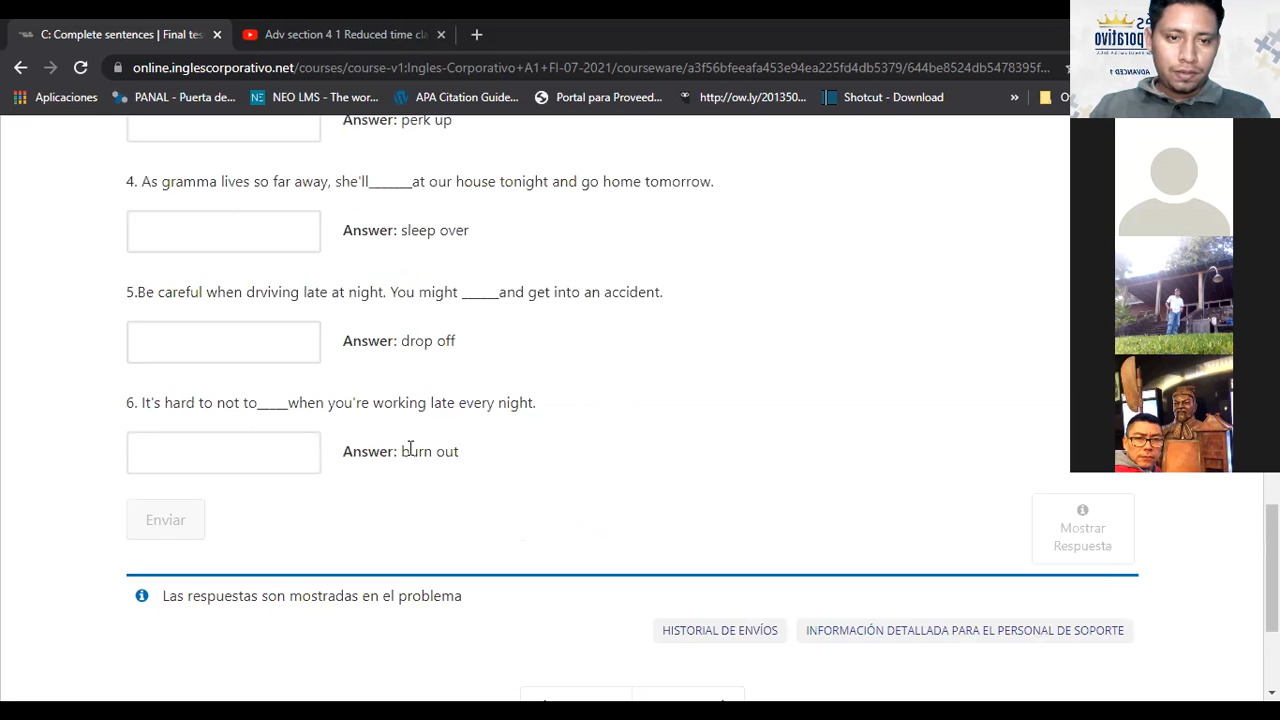 C: Complete sentences | Final tes
Adv section 4 1 Reduced time cl
online.inglescorporativo.net/courses/course-v1:Ingles-Corporativo+A1+FI-07-2021/courseware/a3f56bfeeafa453e94ea225fd4db5379/644be8524db5478395f...
Aplicaciones
PANAL - Puerta de...
NEO LMS - The wor...
APA Citation Guide...
Portal para Proveed...
http://ow.ly/201350...
Shotcut - Download
»
Answer: perk up
4. As gramma lives so far away, she'll_______at our house tonight and go home tomorrow.
Answer: sleep over
5.Be careful when drviving late at night. You might ______and get into an accident.
Answer: drop off
6. It's hard to not to_____when you're working late every night.
Answer: burn out
Enviar
Mostrar
Respuesta
Las respuestas son mostradas en el problema
HISTORIAL DE ENVÍOS
INFORMACIÓN DETALLADA PARA EL PERSONAL DE SOPORTE
ADVANCED 1